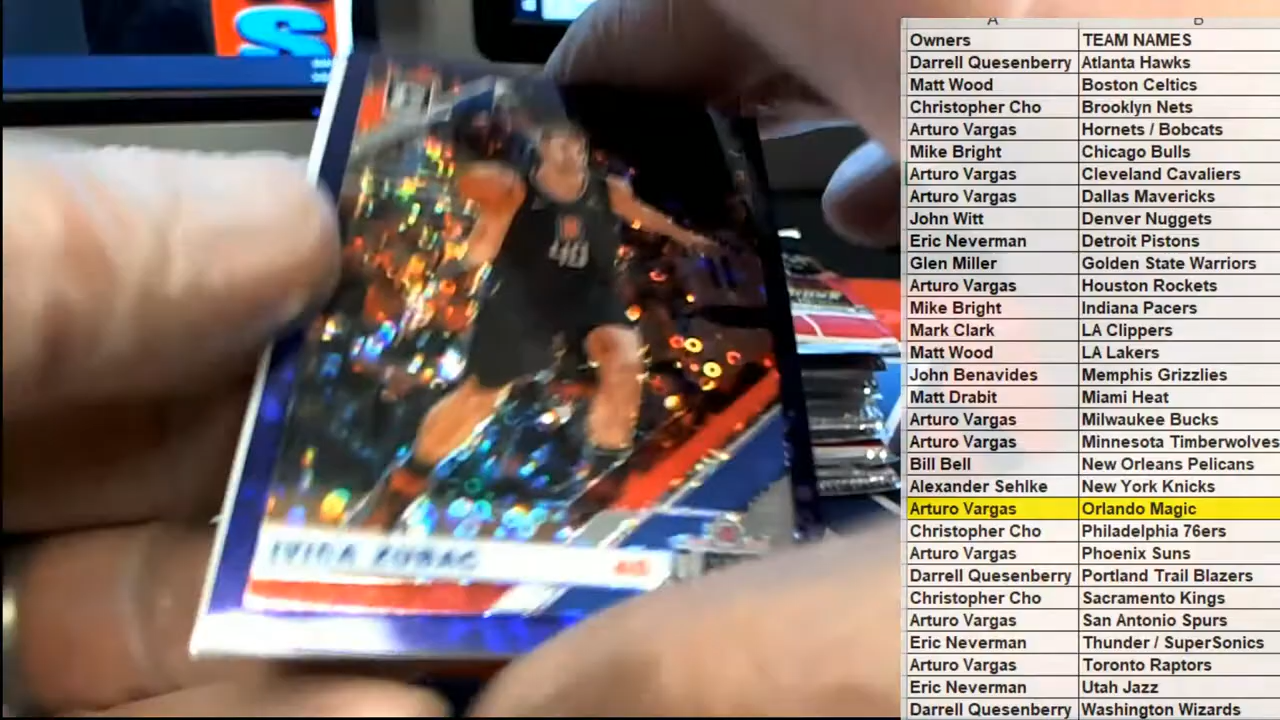 S
40
IVICA ZUBAC
A B
Owners TEAM NAMES
Darrell Quesenberry Atlanta Hawks
Matt Wood Boston Celtics
Christopher Cho Brooklyn Nets
Arturo Vargas Hornets / Bobcats
Mike Bright Chicago Bulls
Arturo Vargas Cleveland Cavaliers
Arturo Vargas Dallas Mavericks
John Witt Denver Nuggets
Eric Neverman Detroit Pistons
Glen Miller Golden State Warriors
Arturo Vargas Houston Rockets
Mike Bright Indiana Pacers
Mark Clark LA Clippers
Matt Wood LA Lakers
John Benavides Memphis Grizzlies
Matt Drabit Miami Heat
Arturo Vargas Milwaukee Bucks
Arturo Vargas Minnesota Timberwolves
Bill Bell New Orleans Pelicans
Alexander Sehlke New York Knicks
Arturo Vargas Orlando Magic
Christopher Cho Philadelphia 76ers
Arturo Vargas Phoenix Suns
Darrell Quesenberry Portland Trail Blazers
Christopher Cho Sacramento Kings
Arturo Vargas San Antonio Spurs
Eric Neverman Thunder / SuperSonics
Arturo Vargas Toronto Raptors
Eric Neverman Utah Jazz
Darrell Quesenberry Washington Wizards